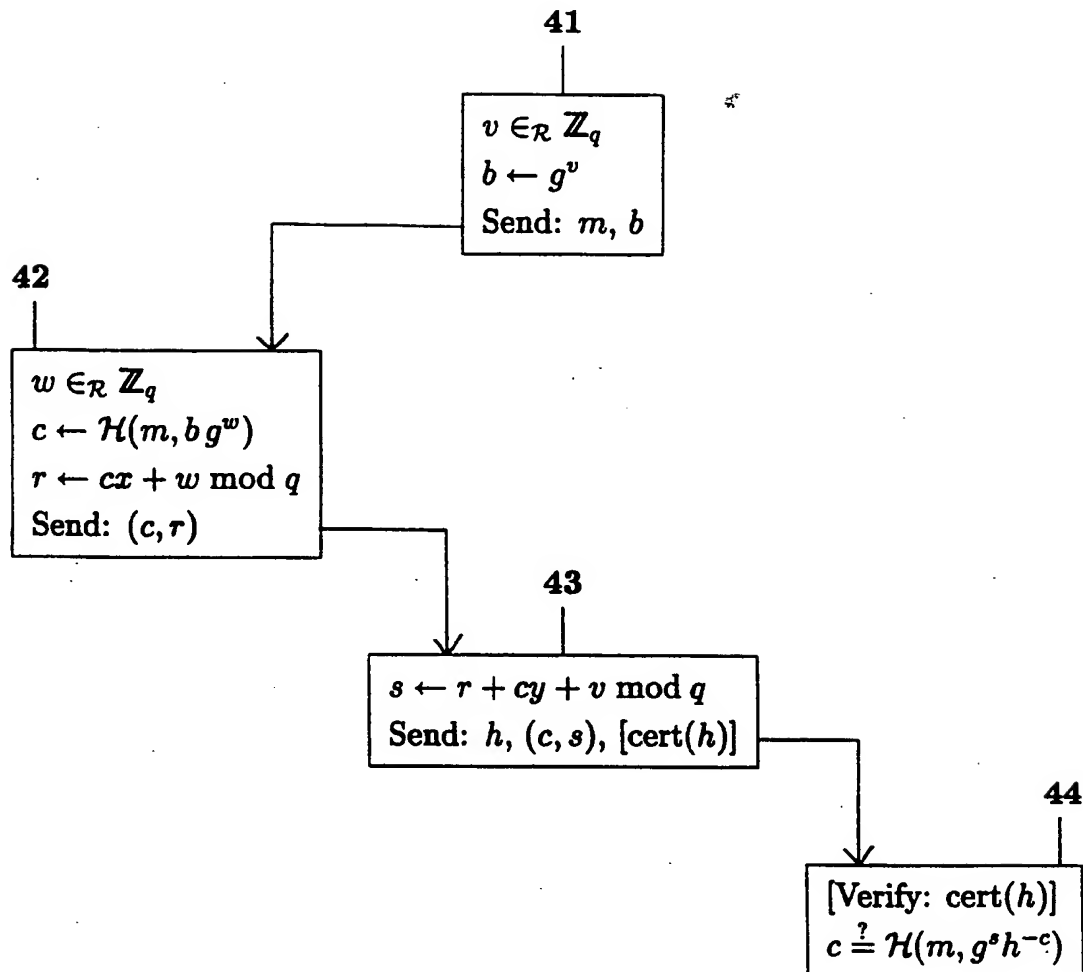 41
v ∈_ℛ ℤ_q
b ← g^v
Send: m, b
42
w ∈_ℛ ℤ_q
c ← ℋ(m, b g^w)
r ← cx + w mod q
Send: (c, r)
43
s ← r + cy + v mod q
Send: h, (c, s), [cert(h)]
44
[Verify: cert(h)]
c ≟ ℋ(m, g^s h^{-c})